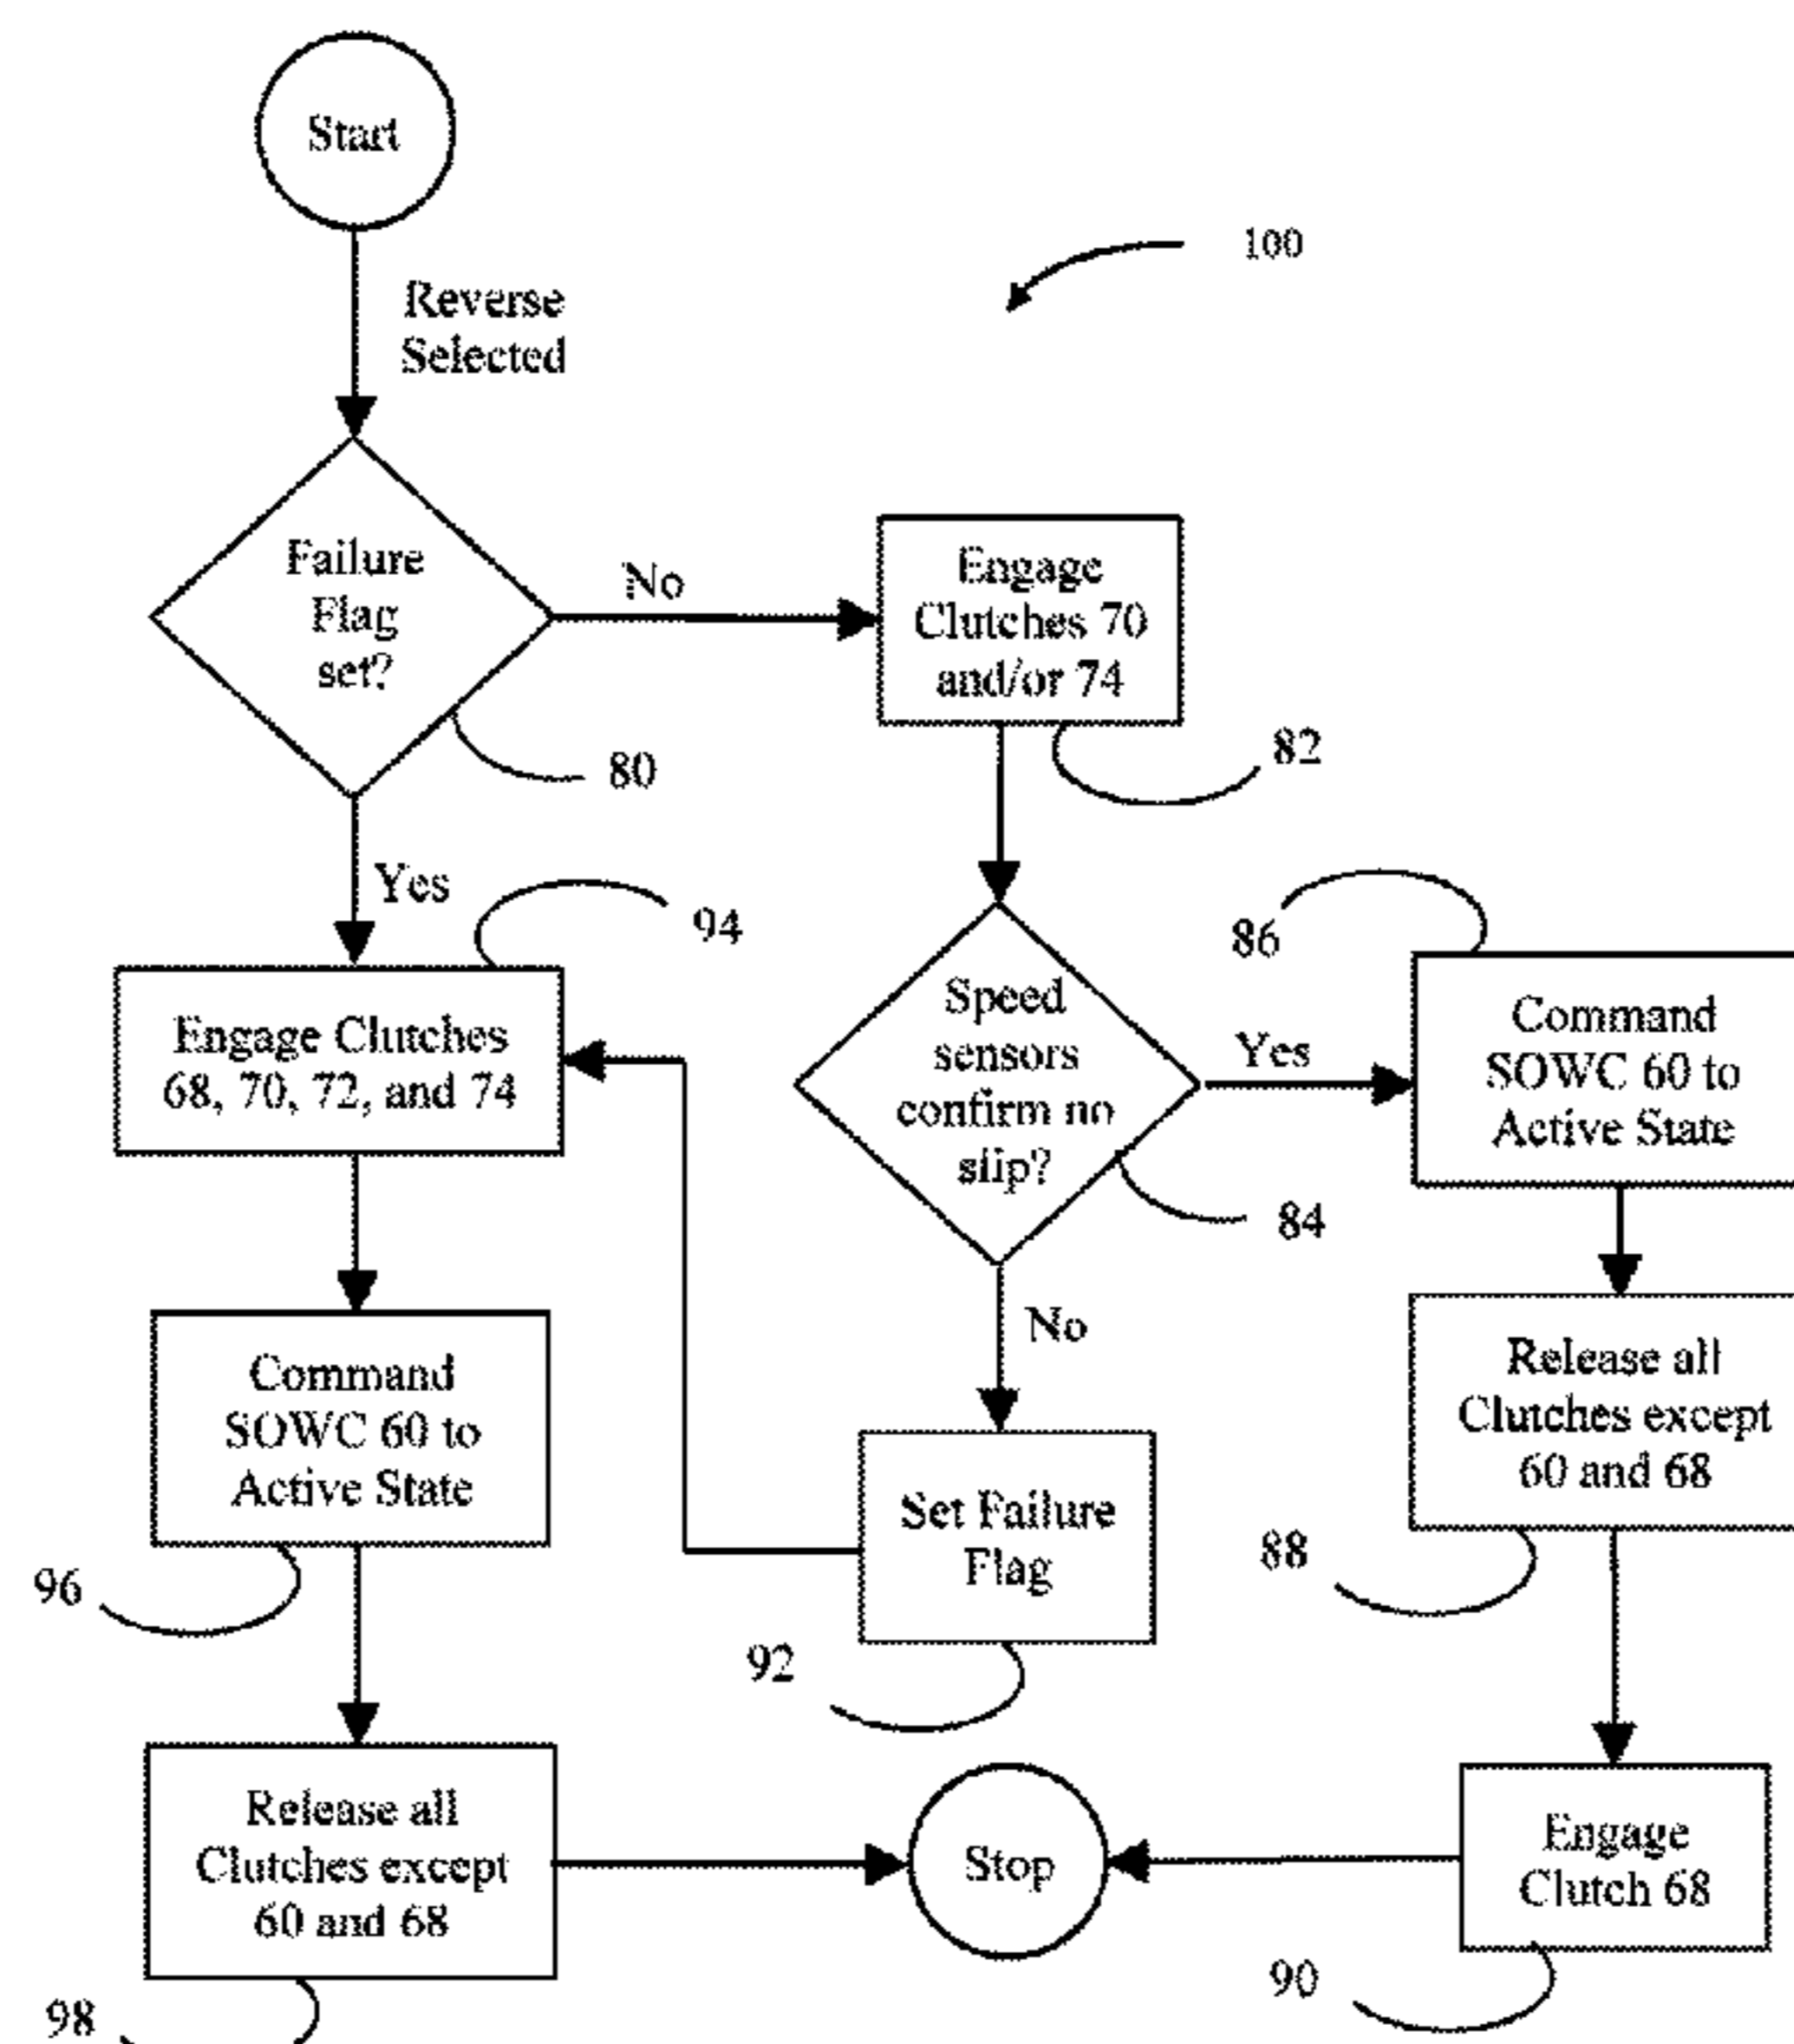 Start
100
Reverse
Selected
Failure
Flag
set?
No
Engage
Clutches 70
and/or 74
80
82
Yes
94
86
Engage Clutches
68, 70, 72, and 74
Speed
sensors
confirm no
slip?
Yes
Command
SOWC 60 to
Active State
84
No
Command
SOWC 60 to
Active State
Release all
Clutches except
60 and 68
Set Failure
Flag
96
88
92
Release all
Clutches except
60 and 68
Stop
Engage
Clutch 68
90
98